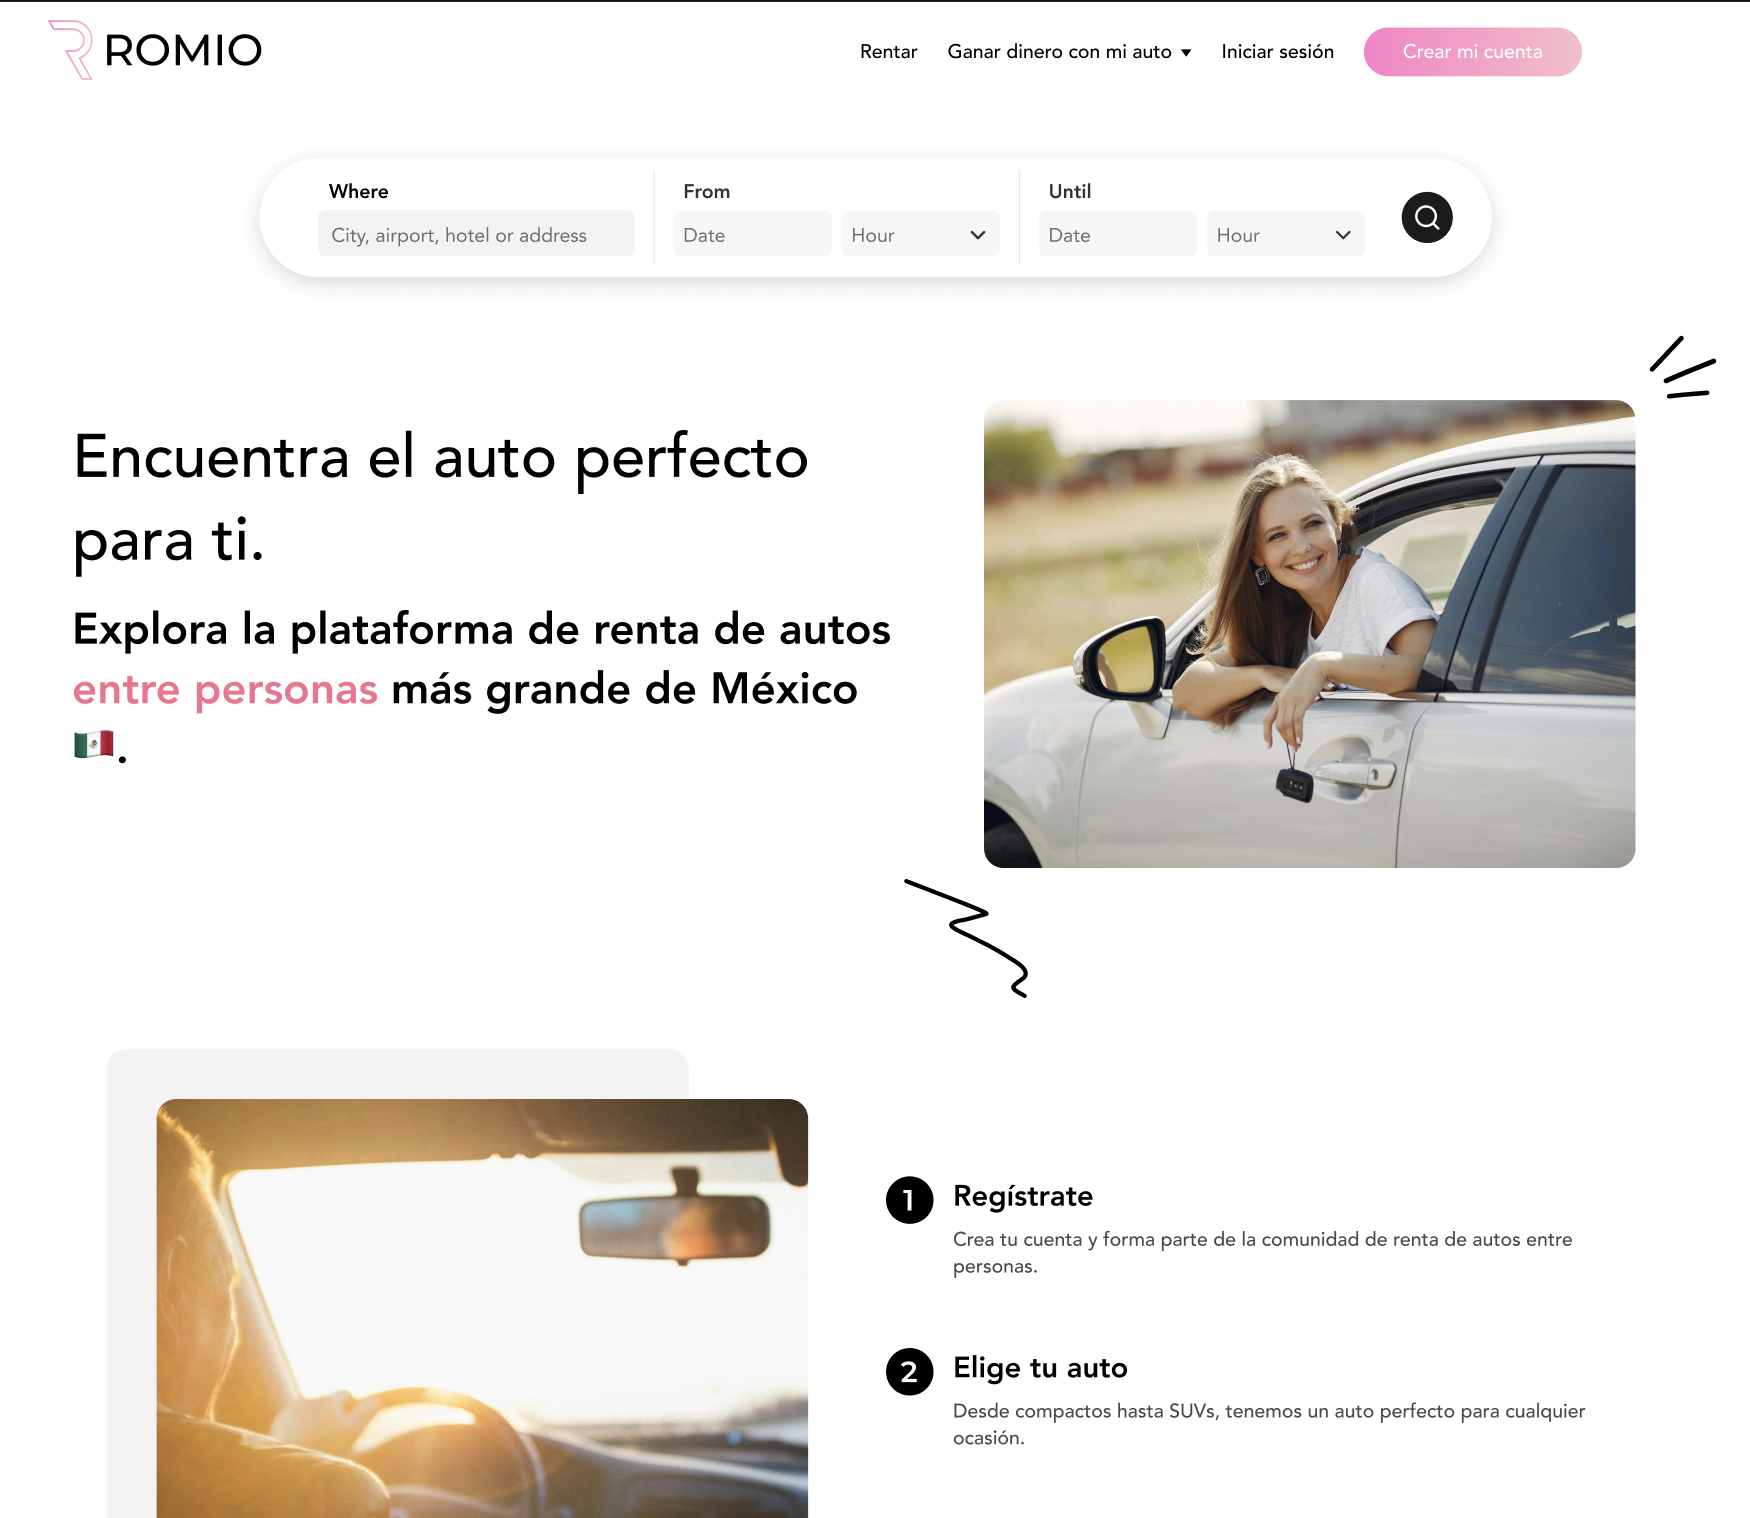 ROMIO
Rentar
Ganar dinero con mi auto
Iniciar sesión
Crear mi cuenta
Where
City, airport, hotel or address
From
Date
Hour
Until
Date
Hour
Encuentra el auto perfecto
para ti.
Explora la plataforma de renta de autos
entre personas más grande de México
🇲🇽.
1 Regístrate
Crea tu cuenta y forma parte de la comunidad de renta de autos entre
personas.
2 Elige tu auto
Desde compactos hasta SUVs, tenemos un auto perfecto para cualquier
ocasión.